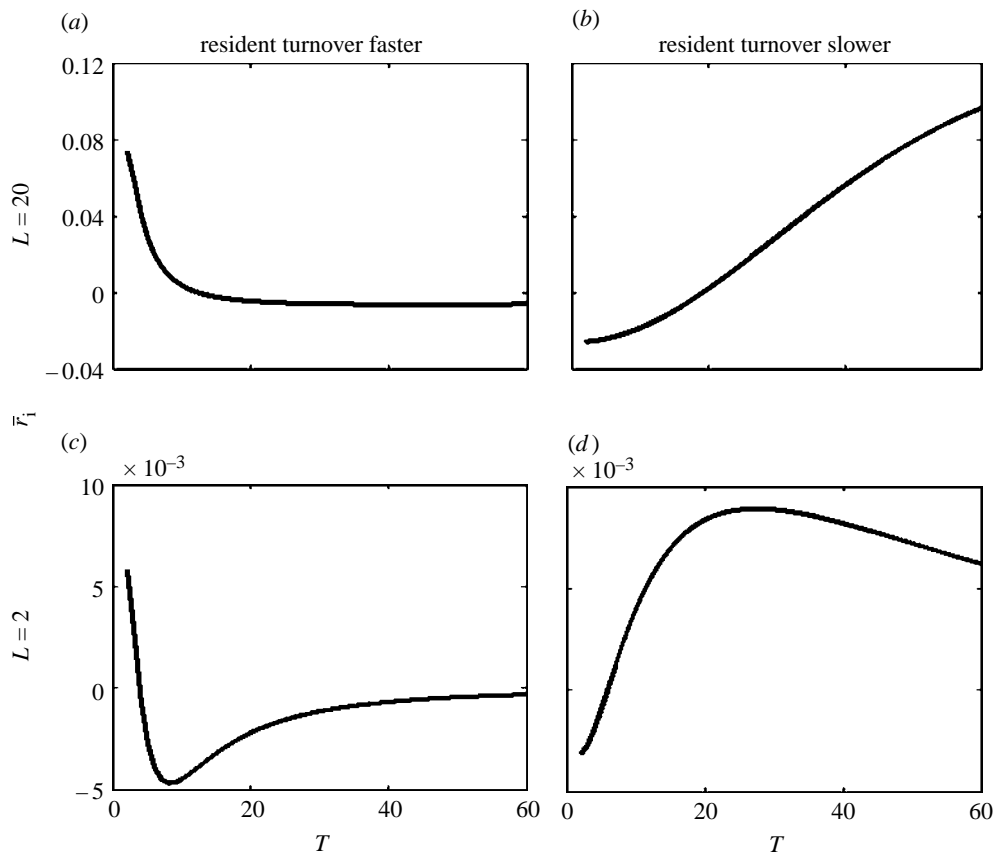 (a)
resident turnover faster
(b)
resident turnover slower
0.12
0.08
0.04
0
−0.04
L = 20
r̄i
(c)
× 10−3
10
5
0
−5
L = 2
0
20
40
60
T
(d)
× 10−3
0
20
40
60
T